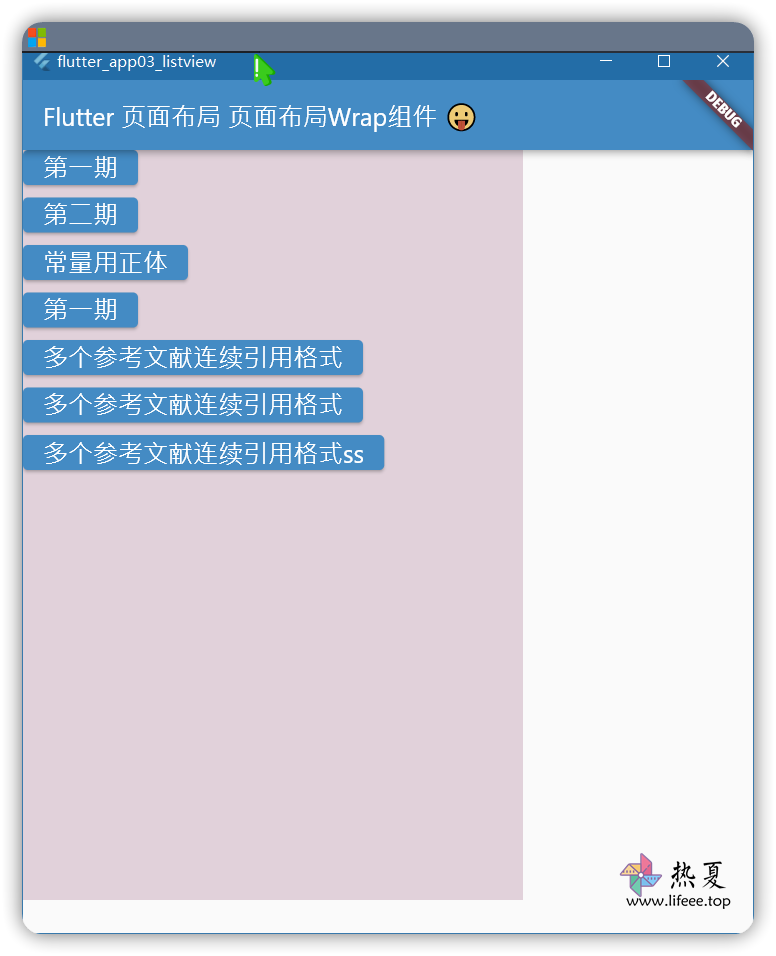 flutter_app03_listview
Flutter 页面布局 页面布局Wrap组件 😛
DEBUG
第一期
第二期
常量用正体
第一期
多个参考文献连续引用格式
多个参考文献连续引用格式
多个参考文献连续引用格式ss
热夏
www.lifeee.top